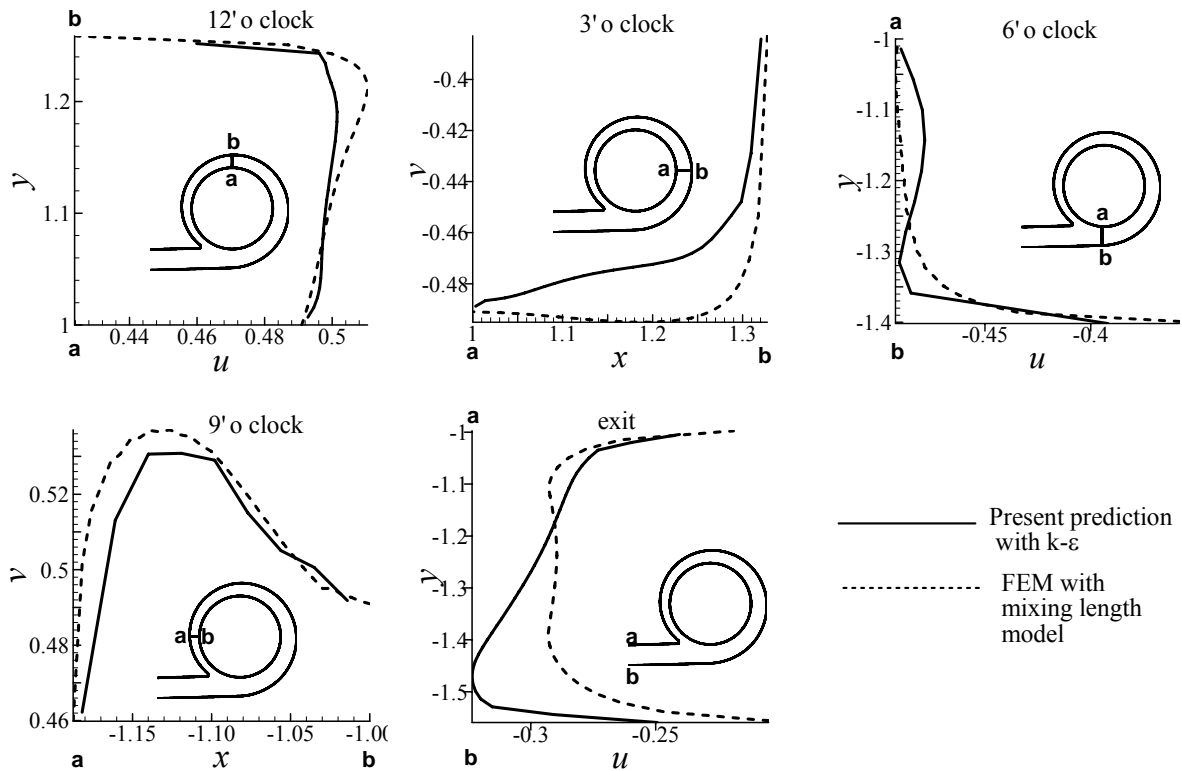 12' o clock
b
1.2
1.1
1
y
b
a
0.44
0.46
0.48
0.5
a
u
3' o clock
-0.4
-0.42
-0.44
-0.46
-0.48
v
a
b
1
1.1
1.2
1.3
a
x
b
6' o clock
a
-1
-1.1
-1.2
-1.3
-1.4
y
a
b
-0.45
-0.4
b
u
9' o clock
0.52
0.5
0.48
0.46
v
a
b
-1.15
-1.10
-1.05
-1.00
a
x
b
exit
a
-1
-1.1
-1.2
-1.3
-1.4
-1.5
y
a
b
-0.3
-0.25
b
u
Present prediction
with k-ε
FEM with
mixing length
model